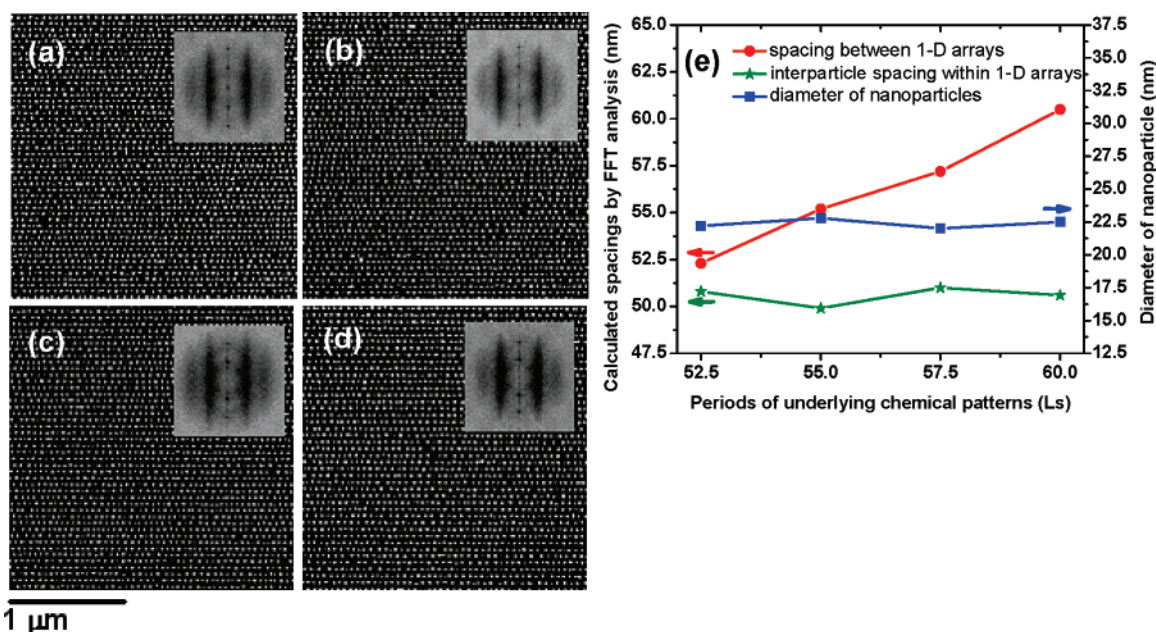 (a)
(b)
(c)
(d)
1 μm
(e)
spacing between 1-D arrays
interparticle spacing within 1-D arrays
diameter of nanoparticles
Calculated spacings by FFT analysis (nm)
65.0
62.5
60.0
57.5
55.0
52.5
50.0
47.5
37.5
35.0
32.5
30.0
27.5
25.0
22.5
20.0
17.5
15.0
12.5
Diameter of nanoparticle (nm)
52.5 55.0 57.5 60.0
Periods of underlying chemical patterns (Ls)